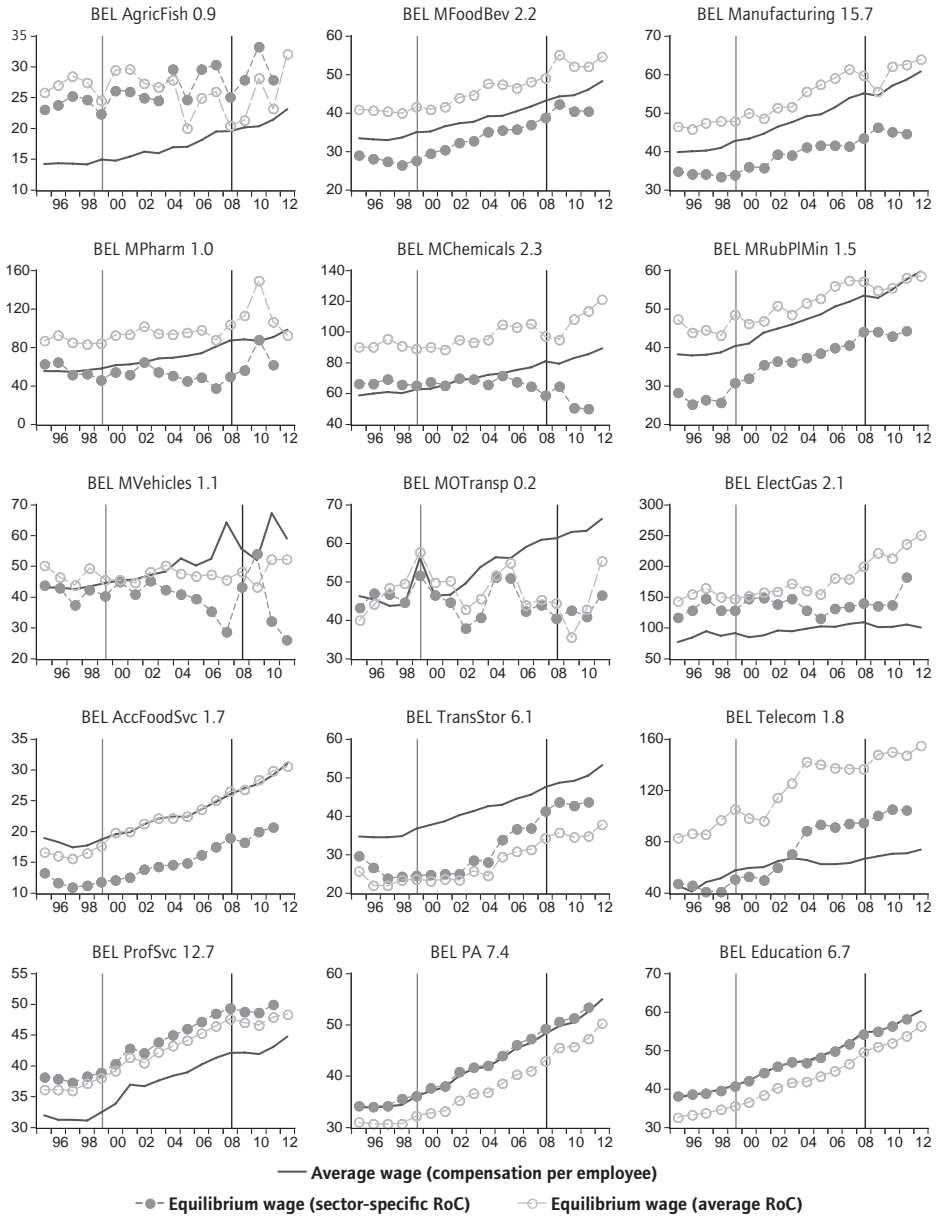 BEL AgricFish 0.9 BEL MFoodBev 2.2 BEL Manufacturing 15.7
35 60 70
30
50 60
25
40 50
20
30 40
15
10 20 30
96 98 00 02 04 06 08 10 12 96 98 00 02 04 06 08 10 12 96 98 00 02 04 06 08 10 12
BEL MPharm 1.0 BEL MChemicals 2.3 BEL MRubPlMin 1.5
160 140 60
120
120 50
100
80
80 40
40 60 30
0 40 20
96 98 00 02 04 06 08 10 12 96 98 00 02 04 06 08 10 12 96 98 00 02 04 06 08 10 12
BEL MVehicles 1.1 BEL MOTransp 0.2 BEL ElectGas 2.1
70 70 300
60 60 250
50 200
50
40 150
30 40 100
20 30 50
96 98 00 02 04 06 08 10 12 96 98 00 02 04 06 08 10 12 96 98 00 02 04 06 08 10 12
BEL AccFoodSvc 1.7 BEL TransStor 6.1 BEL Telecom 1.8
35 60 160
30
50 120
25
40
20 80
15 30
10 20 40
96 98 00 02 04 06 08 10 12 96 98 00 02 04 06 08 10 12 96 98 00 02 04 06 08 10 12
BEL ProfSvc 12.7 BEL PA 7.4 BEL Education 6.7
55 60 70
50 60
50
45
50
40
40
35 40
30 30 30
96 98 00 02 04 06 08 10 12 96 98 00 02 04 06 08 10 12 96 98 00 02 04 06 08 10 12
Average wage (compensation per employee)
Equilibrium wage (sector-specific RoC) Equilibrium wage (average RoC)